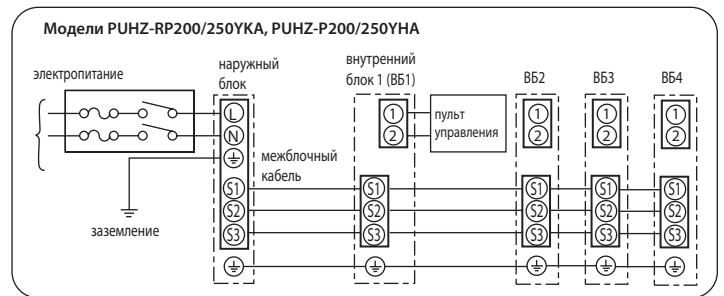 Модели PUHZ-RP200/250YKA, PUHZ-P200/250YHA
электропитание
наружный
блок
внутренний
блок 1 (ВБ1)
ВБ2
ВБ3
ВБ4
L
N
1
2
пульт
управления
1
2
1
2
1
2
межблочный
кабель
заземление
S1
S2
S3
S1
S2
S3
S1
S2
S3
S1
S2
S3
S1
S2
S3